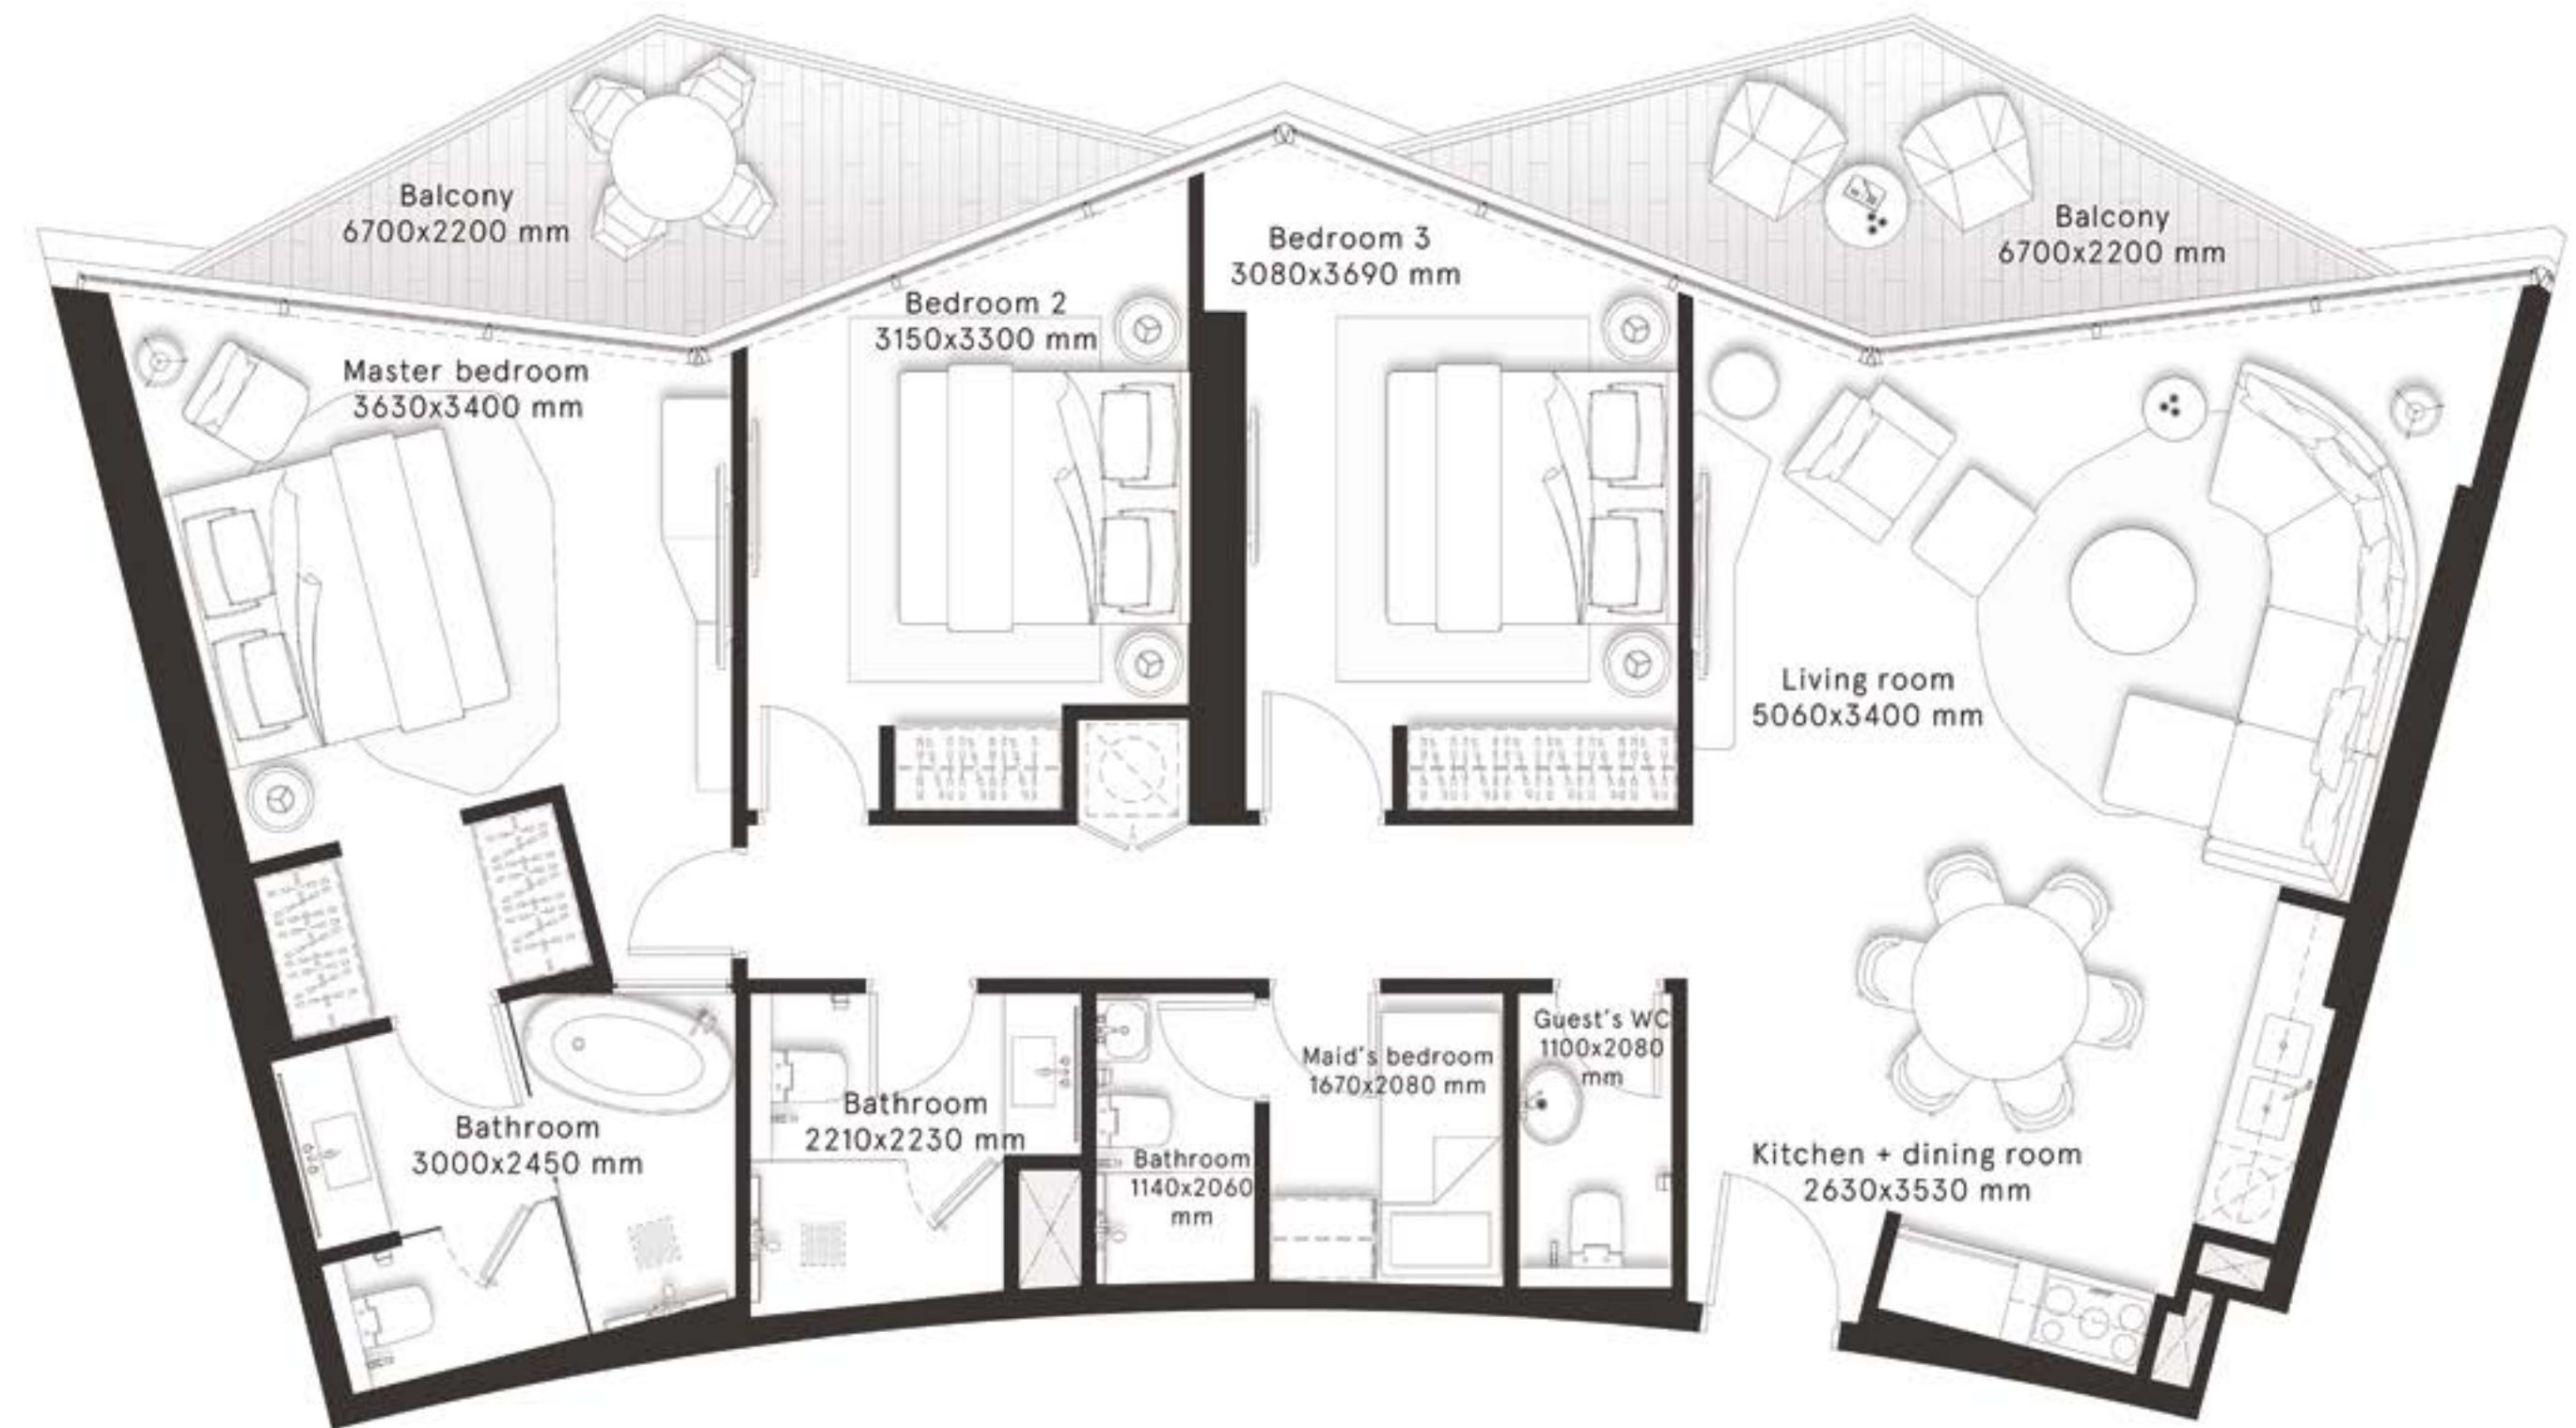 Balcony
6700x2200 mm
Balcony
6700x2200 mm
Bedroom 3
3080x3690 mm
Bedroom 2
3150x3300 mm
Master bedroom
3630x3400 mm
Living room
5060x3400 mm
Guest's WC
1100x2080
mm
Maid's bedroom
1670x2080 mm
Bathroom
2210x2230 mm
Bathroom
3000x2450 mm
Bathroom
1140x2060
mm
Kitchen + dining room
2630x3530 mm